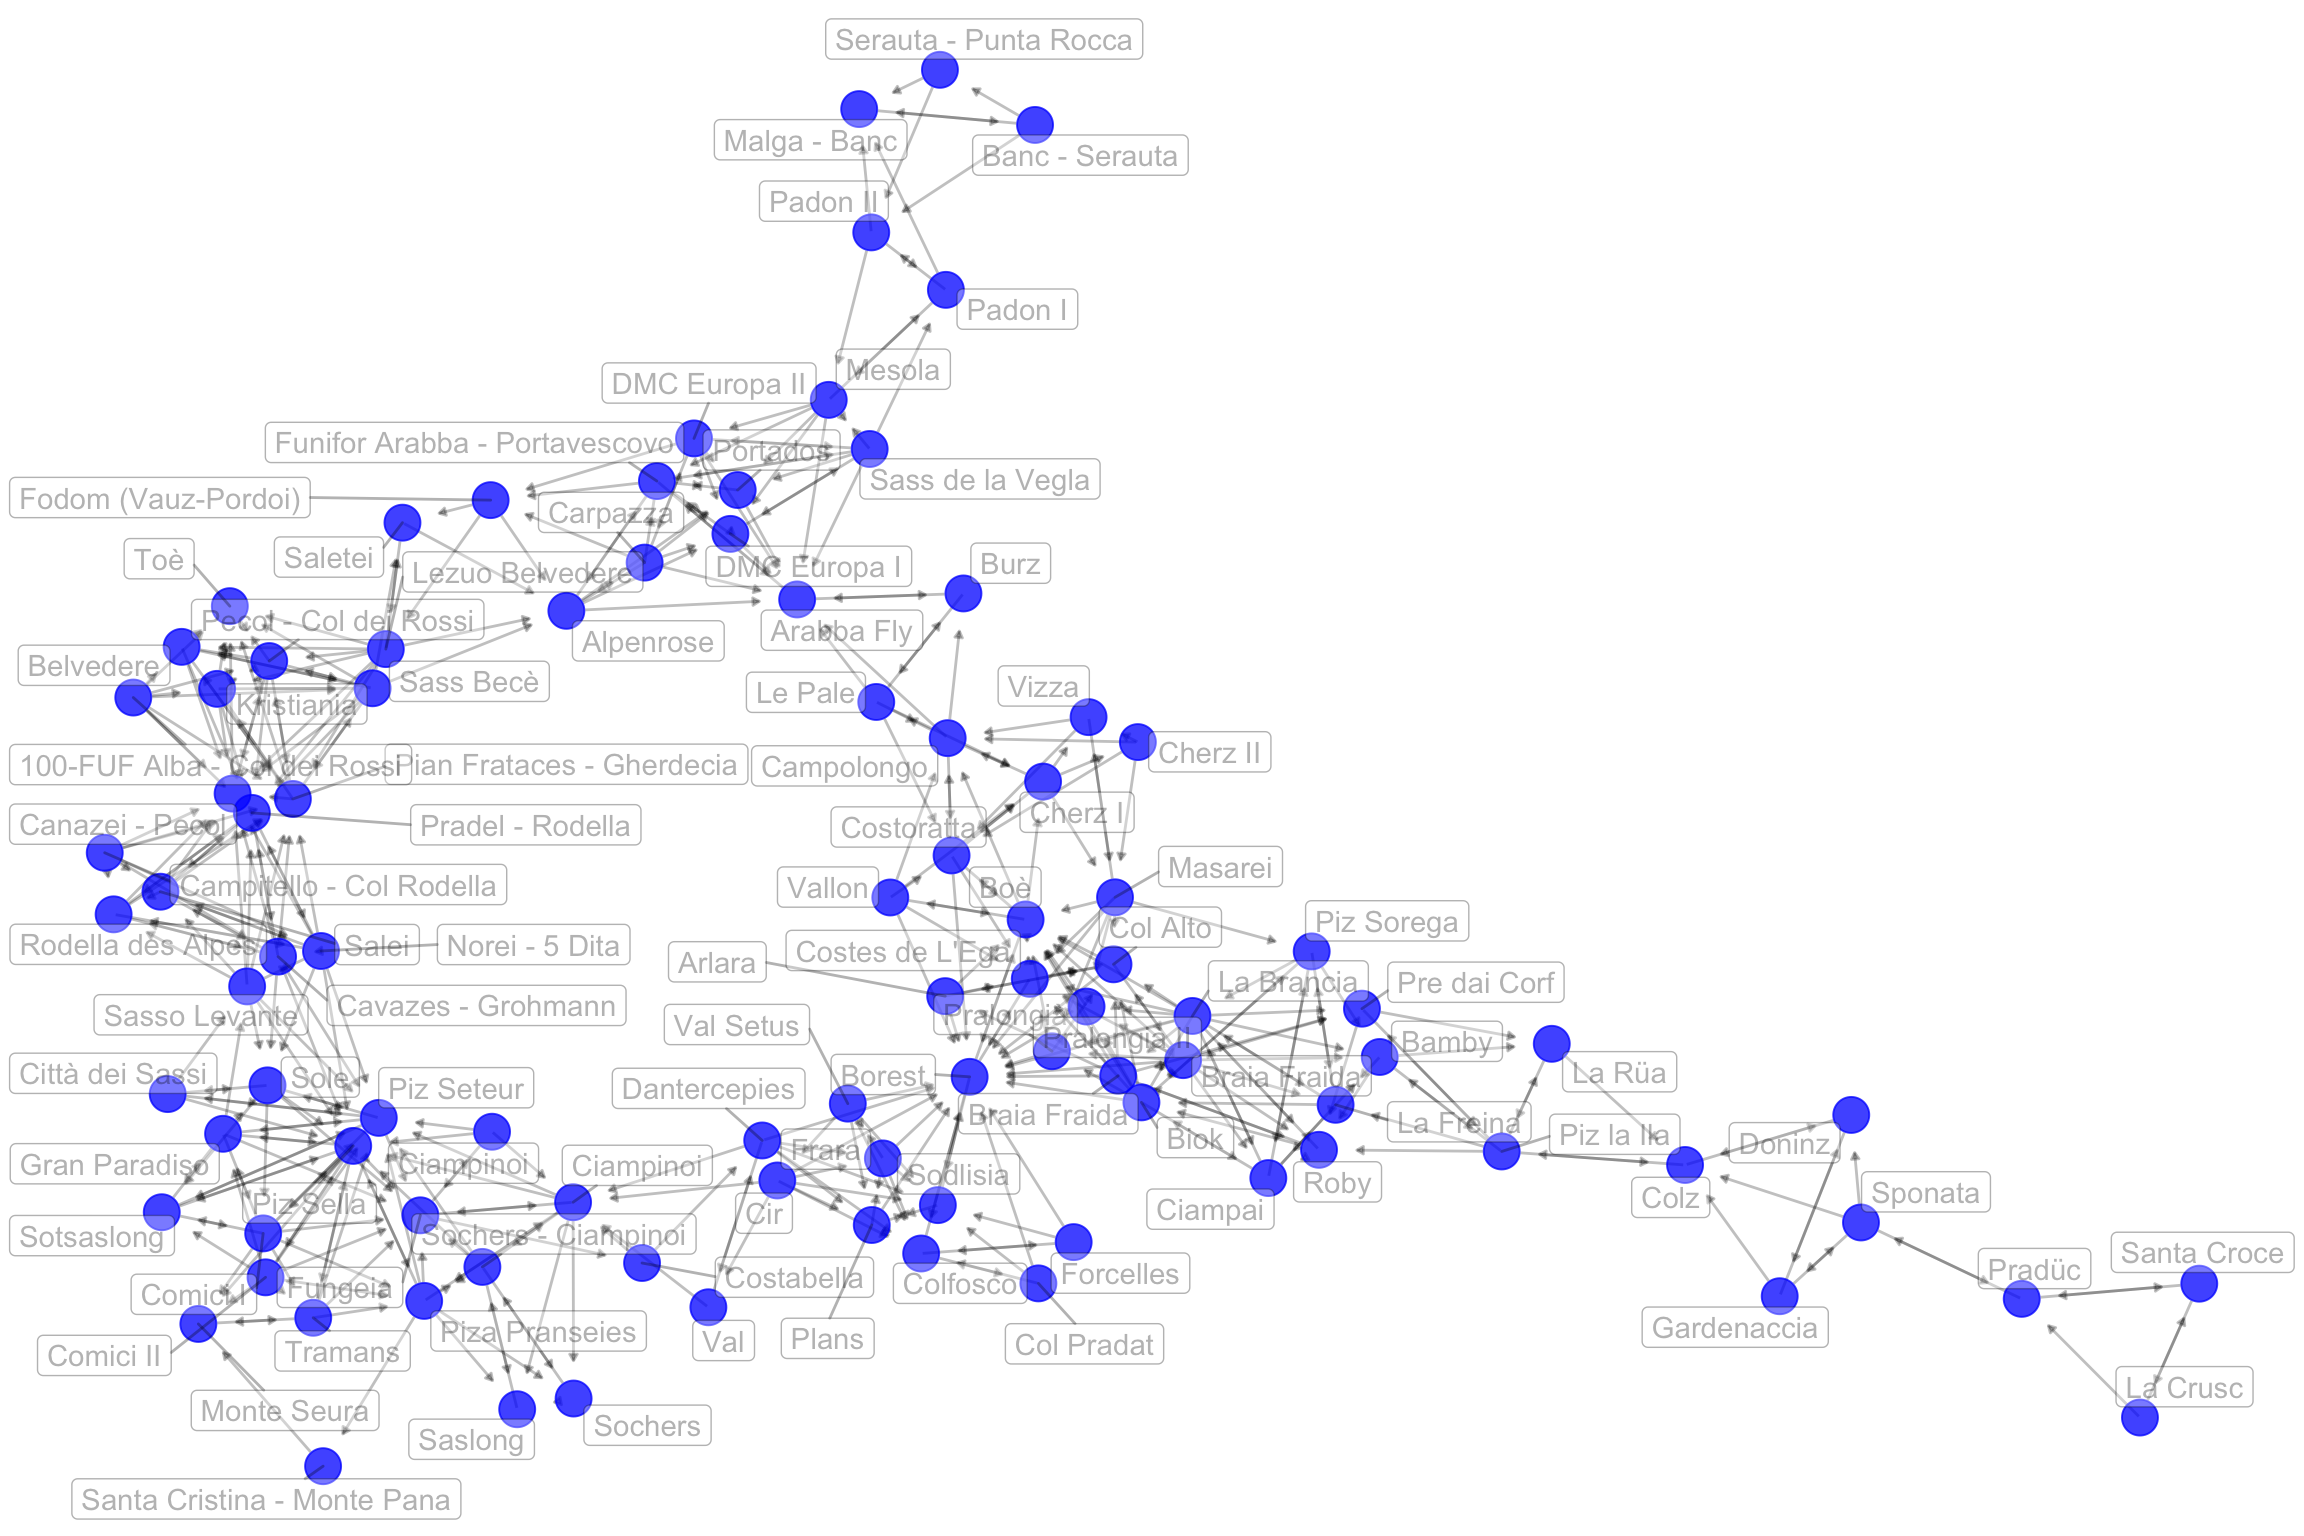 Serauta - Punta Rocca
Malga - Banc
Banc - Serauta
Padon II
Padon I
Mesola
DMC Europa II
Funifor Arabba - Portavescovo
Portados
Sass de la Vegla
Fodom (Vauz-Pordoi)
Carpazza
Saletei
Toè
Lezuo Belvedere
DMC Europa I
Burz
Pecol - Col dei Rossi
Arabba Fly
Alpenrose
Belvedere
Sass Becè
Kristiania
Le Pale
Vizza
Cherz II
100-FUF Alba - Col dei Rossi
Pian Frataces - Gherdecia
Campolongo
Cherz I
Canazei - Pecol
Pradel - Rodella
Costoratta
Masarei
Campitello - Col Rodella
Vallon
Boè
Piz Sorega
Col Alto
Rodella des Alpes
Salei
Norei - 5 Dita
Costes de L'Ega
Arlara
La Brancia
Pre dai Corf
Cavazes - Grohmann
Sasso Levante
Pralongia
Val Setus
Pralongia II
Bamby
Città dei Sassi
Sole
Piz Seteur
Dantercepies
Borest
Braia Fraida
La Rüa
Braia Fraida
Biok
La Freina
Piz la Ila
Doninz
Gran Paradiso
Ciampinoi
Ciampinoi
Frara
Sodlisia
Roby
Ciampai
Colz
Sponata
Piz Sella
Cir
Sotsaslong
Sochers - Ciampinoi
Santa Croce
Pradüc
Costabella
Colfosco
Forcelles
Comici I
Fungeia
Gardenaccia
Piza Pranseies
Val
Plans
Col Pradat
Comici II
Tramans
La Crusc
Monte Seura
Saslong
Sochers
Santa Cristina - Monte Pana